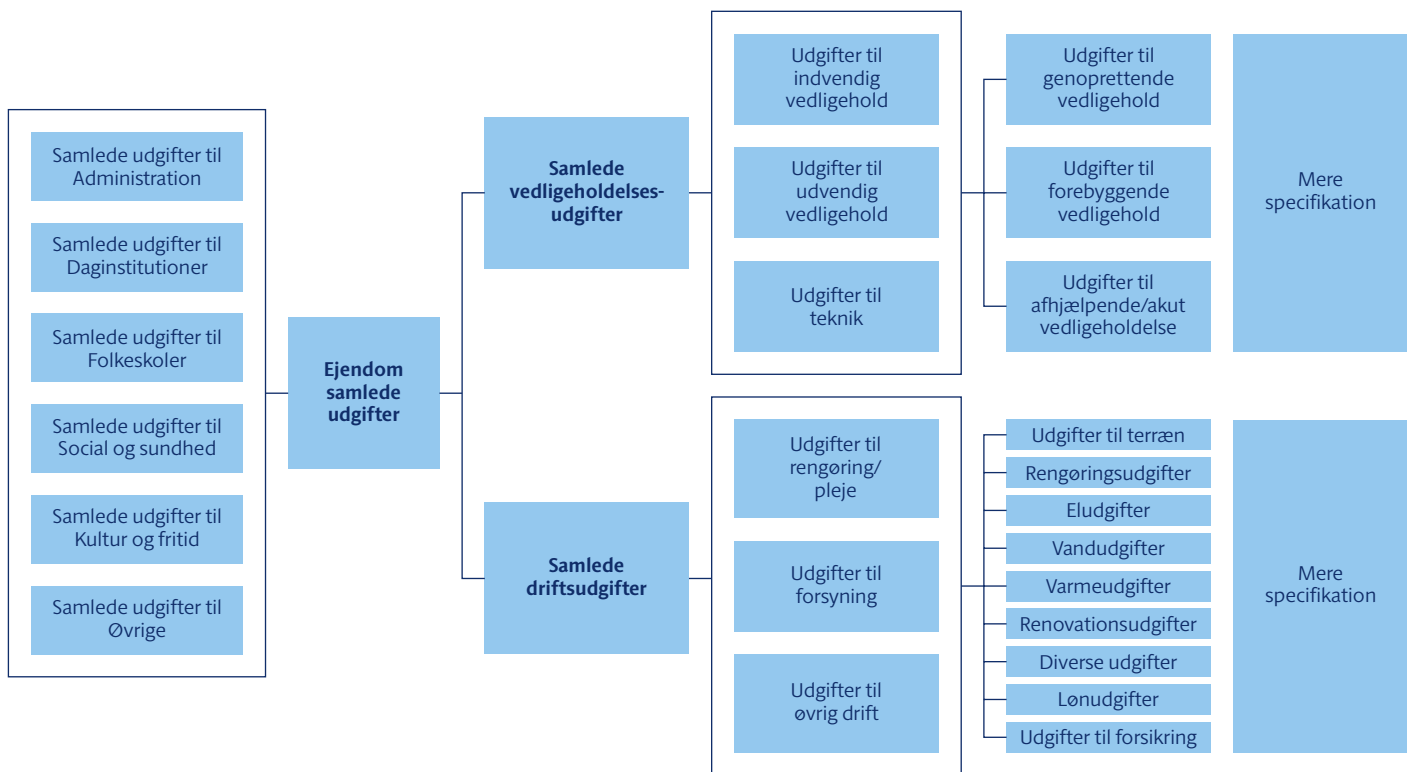 Samlede udgifter til
Administration
Samlede udgifter til
Daginstitutioner
Samlede udgifter til
Folkeskoler
Samlede udgifter til
Social og sundhed
Samlede udgifter til
Kultur og fritid
Samlede udgifter til
Øvrige
Ejendom
samlede
udgifter
Samlede
vedligeholdelses-
udgifter
Samlede
driftsudgifter
Udgifter til
indvendig
vedligehold
Udgifter til
udvendig
vedligehold
Udgifter til
teknik
Udgifter til
rengøring/
pleje
Udgifter til
forsyning
Udgifter til
øvrig drift
Udgifter til
genoprettende
vedligehold
Udgifter til
forebyggende
vedligehold
Udgifter til
afhjælpende/akut
vedligeholdelse
Udgifter til terræn
Rengøringsudgifter
Eludgifter
Vandudgifter
Varmeudgifter
Renovationsudgifter
Diverse udgifter
Lønudgifter
Udgifter til forsikring
Mere
specifikation
Mere
specifikation